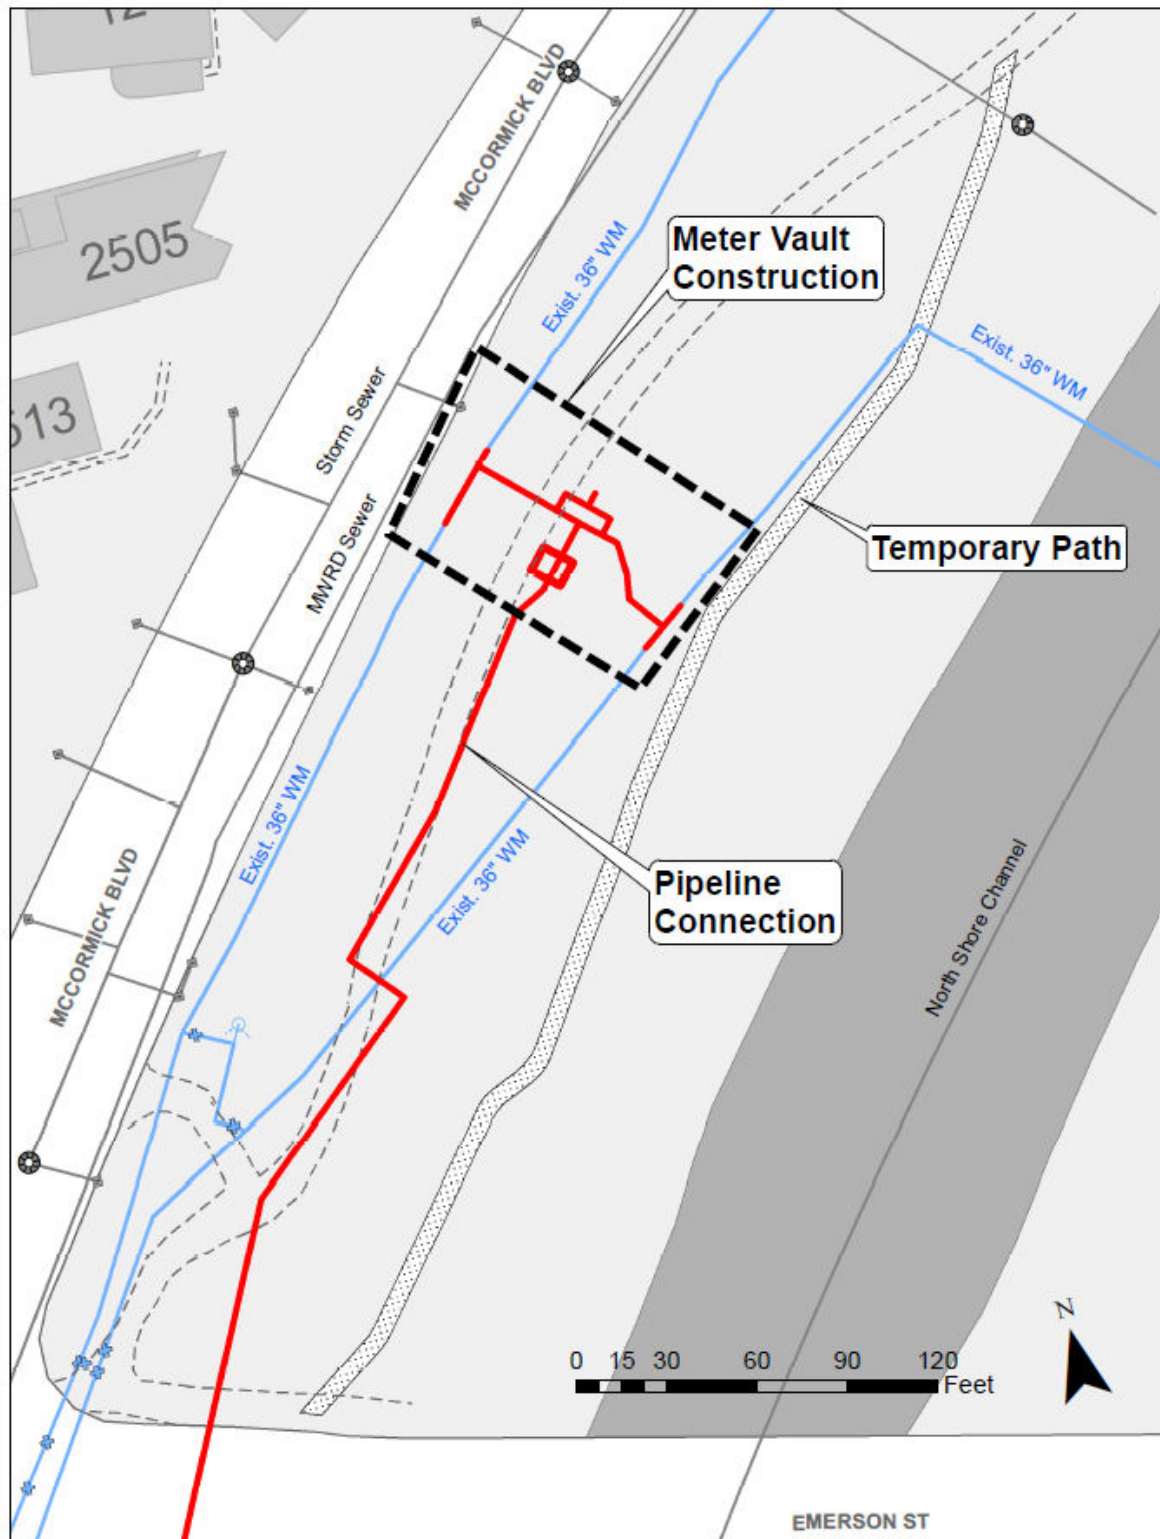 12
MCCORMICK BLVD
2505
Meter Vault
Construction
Exist. 36" WM
Exist. 36" WM
513
Storm Sewer
MWRD Sewer
Temporary Path
Exist. 36" WM
Exist. 36" WM
Pipeline
Connection
MCCORMICK BLVD
North Shore Channel
N
0 15 30 60 90 120
Feet
EMERSON ST